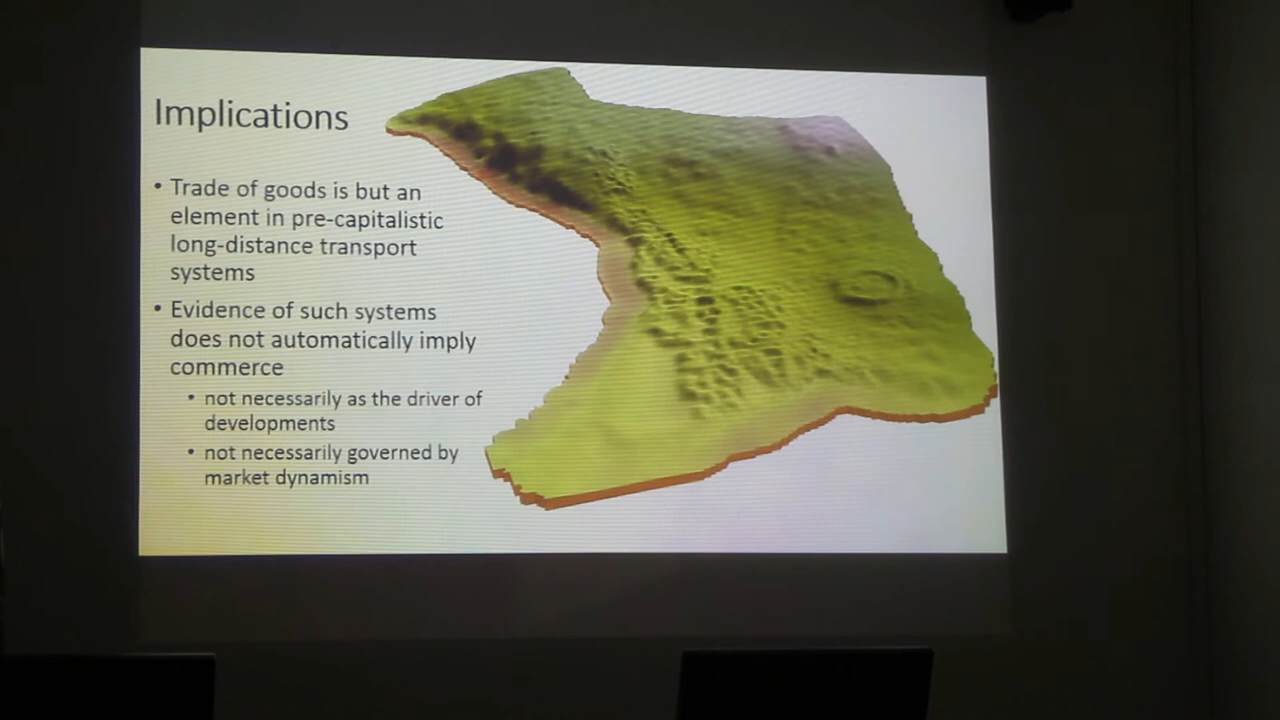 Implications
• Trade of goods is but an
element in pre-capitalistic
long-distance transport
systems
• Evidence of such systems
does not automatically imply
commerce
• not necessarily as the driver of
developments
• not necessarily governed by
market dynamism